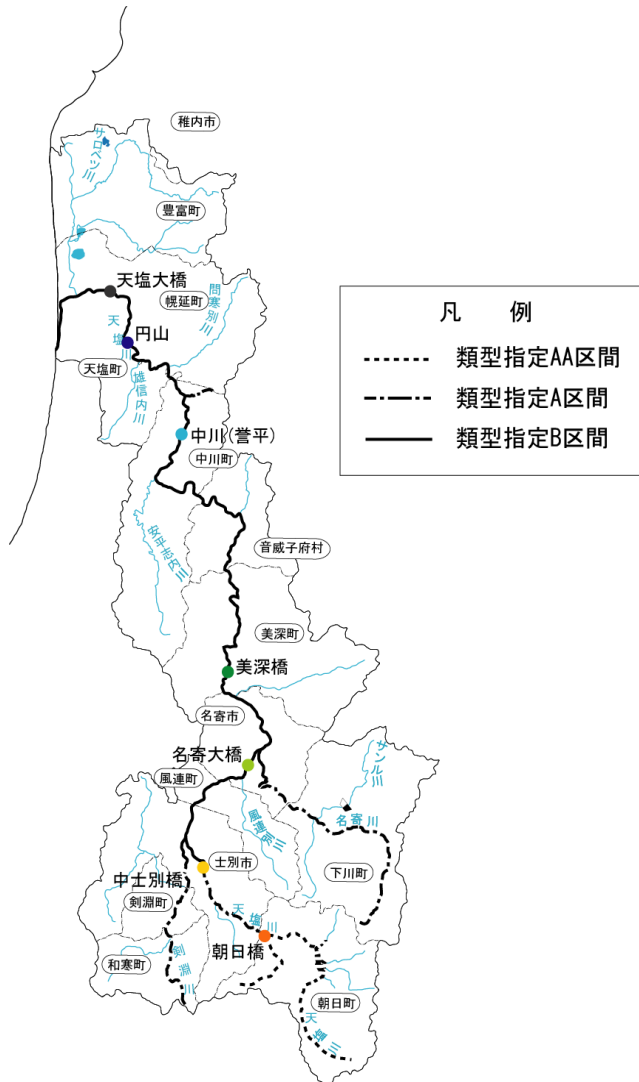 稚内市
サロベツ川
豊富町
天塩大橋
幌延町
問寒別川
天塩川
円山
天塩町
雄信内川
中川(誉平)
中川町
安平志内川
音威子府村
美深町
美深橋
名寄市
名寄大橋
風連町
サンル川
名寄川
風連別川
士別市
下川町
中士別橋
剣淵町
天塩川
朝日橋
和寒町
剣淵川
朝日町
天塩川
凡 例
類型指定AA区間
類型指定A区間
類型指定B区間